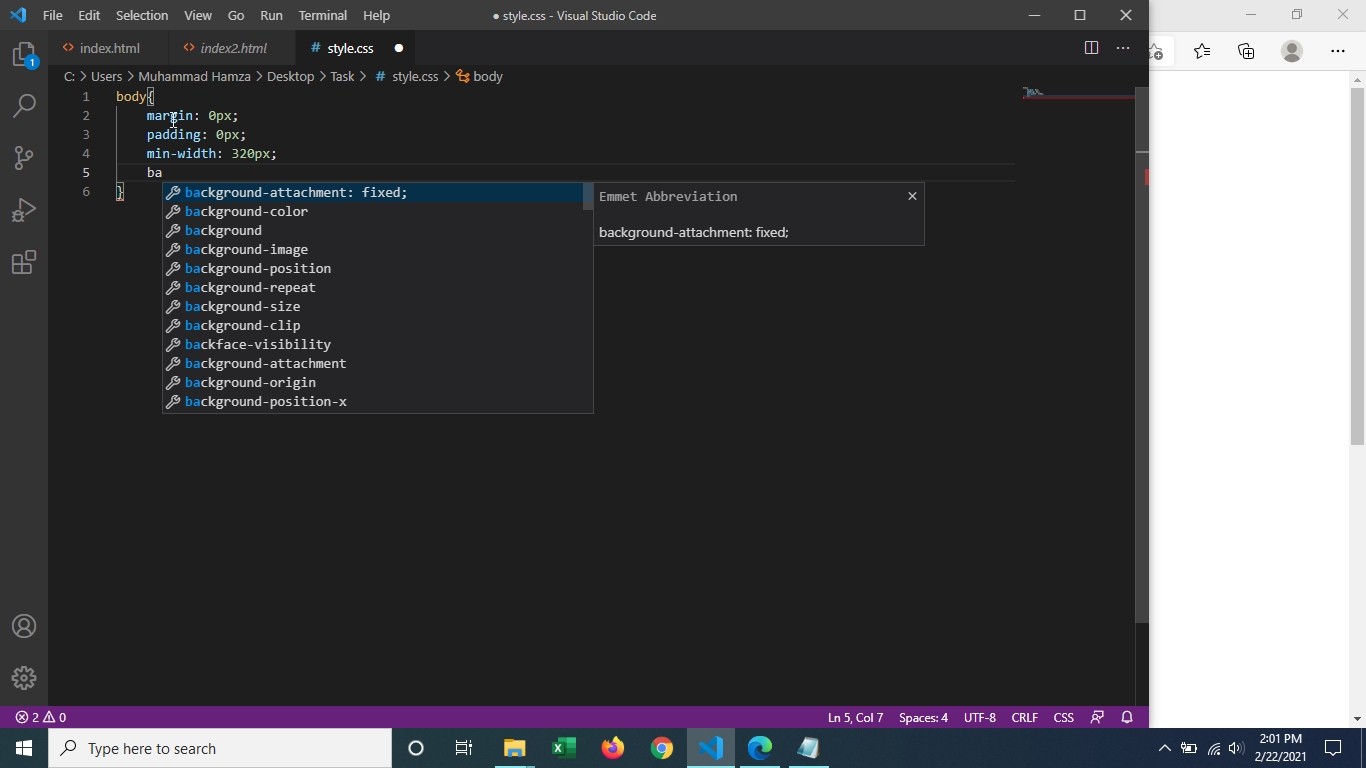 File Edit Selection View Go Run Terminal Help
● style.css - Visual Studio Code
index.html
index2.html
# style.css
C: > Users > Muhammad Hamza > Desktop > Task > # style.css > body
1 body{
2 margin: 0px;
3 padding: 0px;
4 min-width: 320px;
5 ba
6 }
background-attachment: fixed;
background-color
background
background-image
background-position
background-repeat
background-size
background-clip
backface-visibility
background-attachment
background-origin
background-position-x
Emmet Abbreviation
background-attachment: fixed;
1
2 0
Ln 5, Col 7 Spaces: 4 UTF-8 CRLF CSS
Type here to search
2:01 PM
2/22/2021